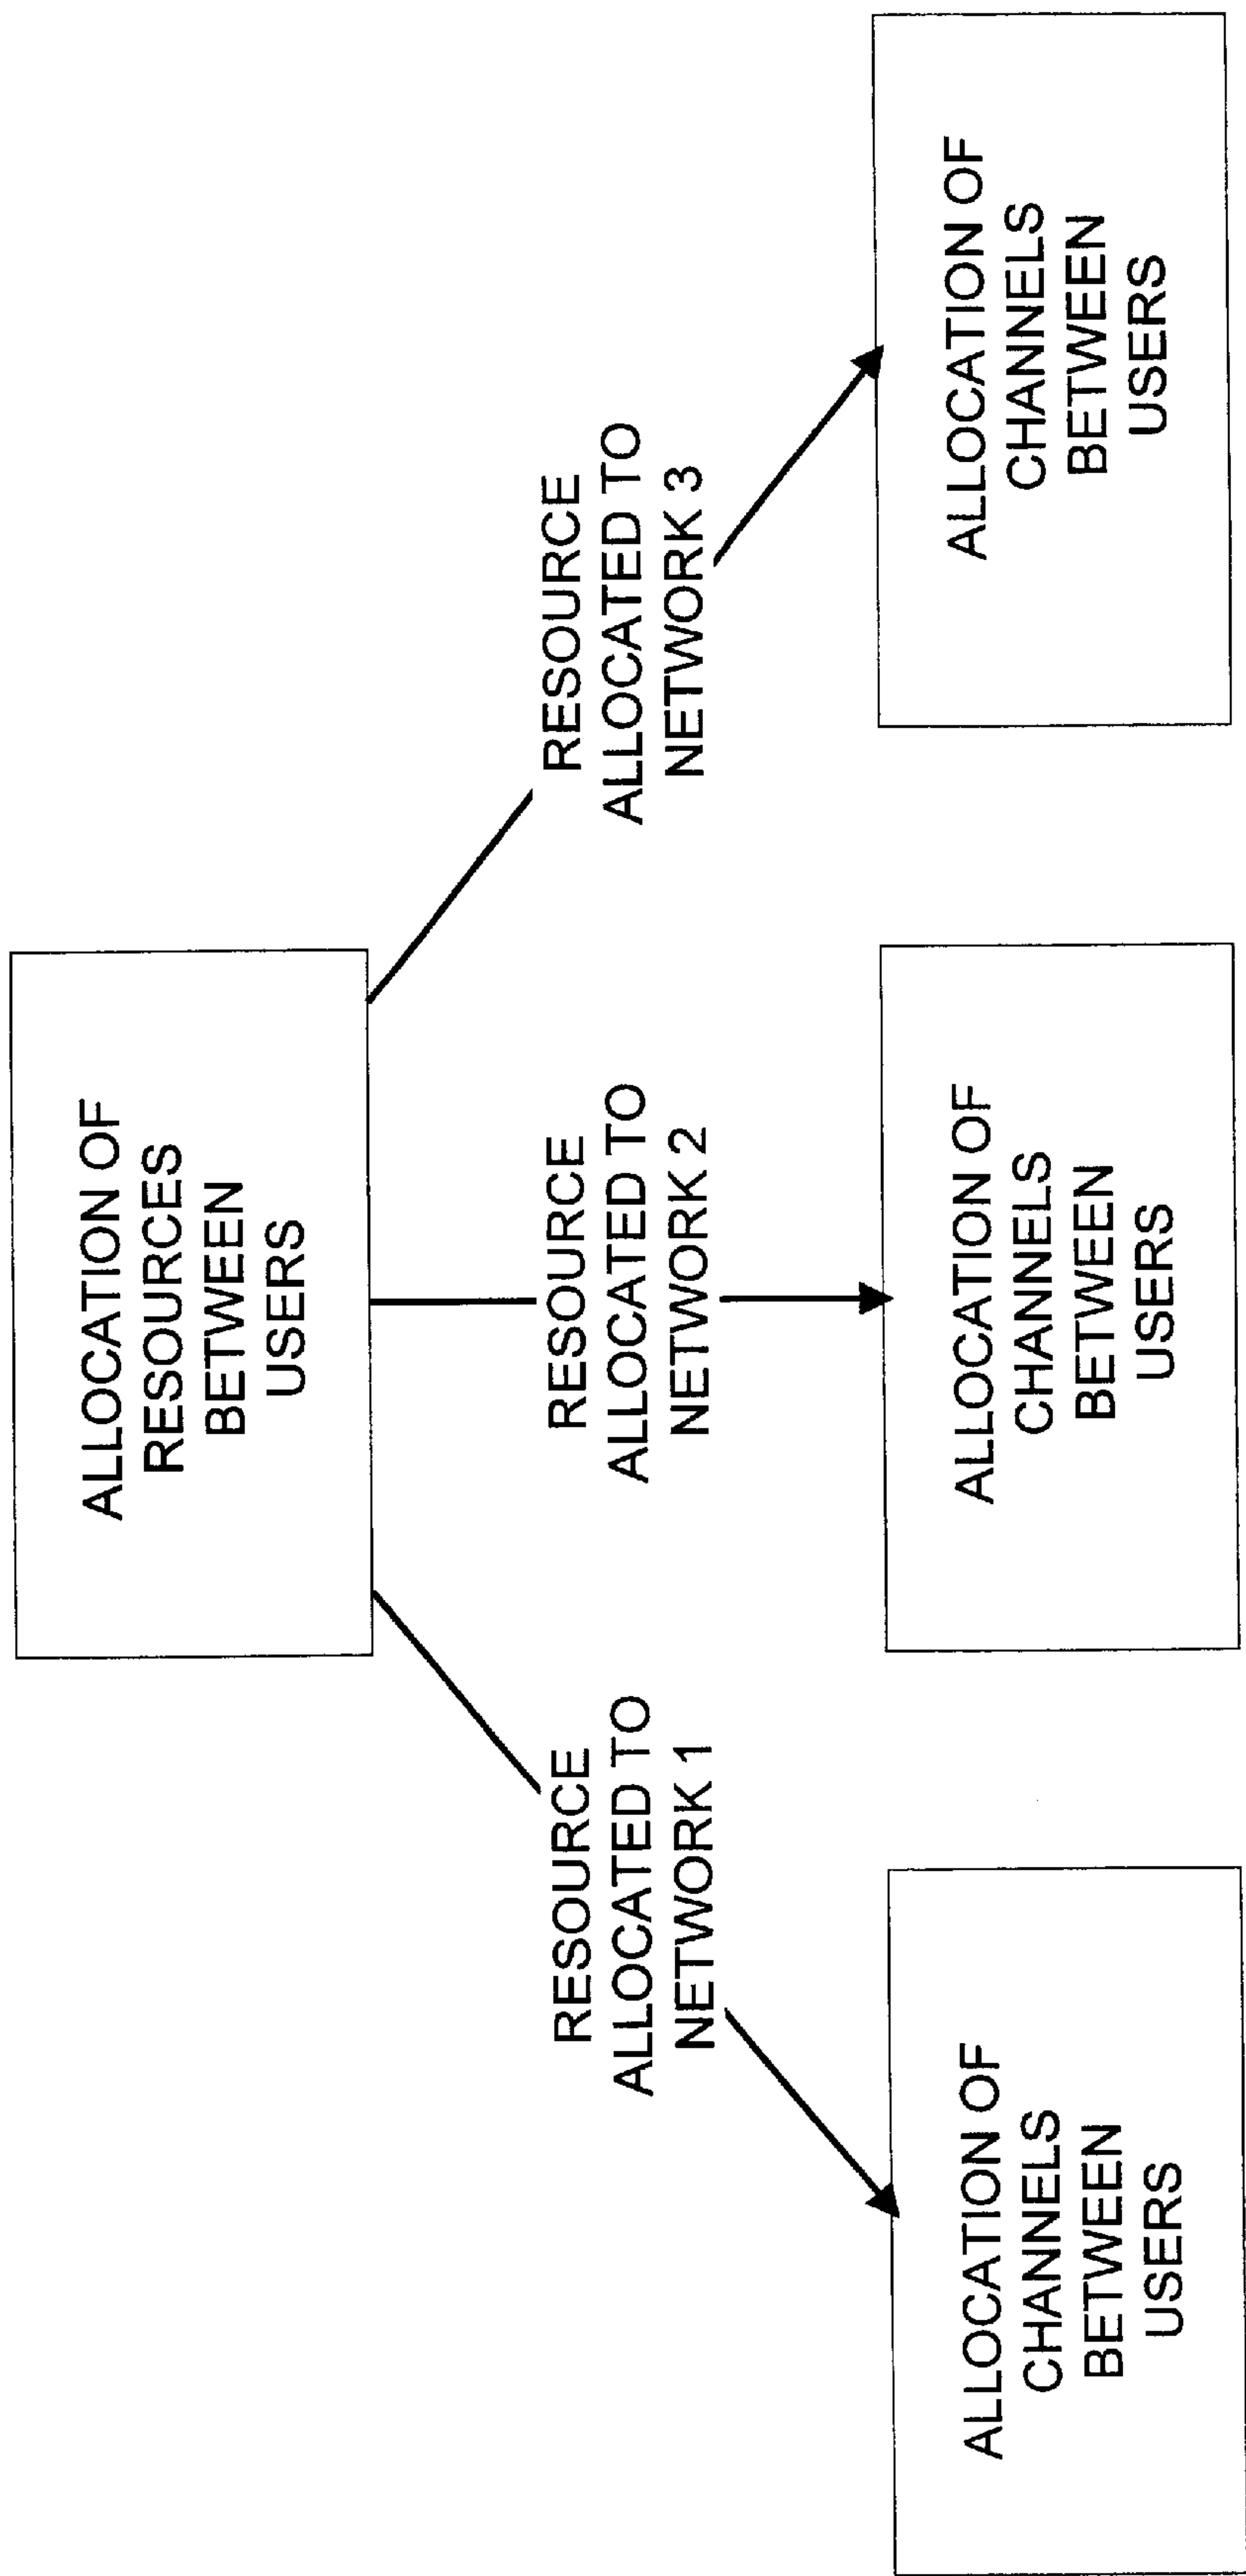 ALLOCATION OF
RESOURCES
BETWEEN
USERS
RESOURCE
ALLOCATED TO
NETWORK 1
RESOURCE
ALLOCATED TO
NETWORK 2
RESOURCE
ALLOCATED TO
NETWORK 3
ALLOCATION OF
CHANNELS
BETWEEN
USERS
ALLOCATION OF
CHANNELS
BETWEEN
USERS
ALLOCATION OF
CHANNELS
BETWEEN
USERS